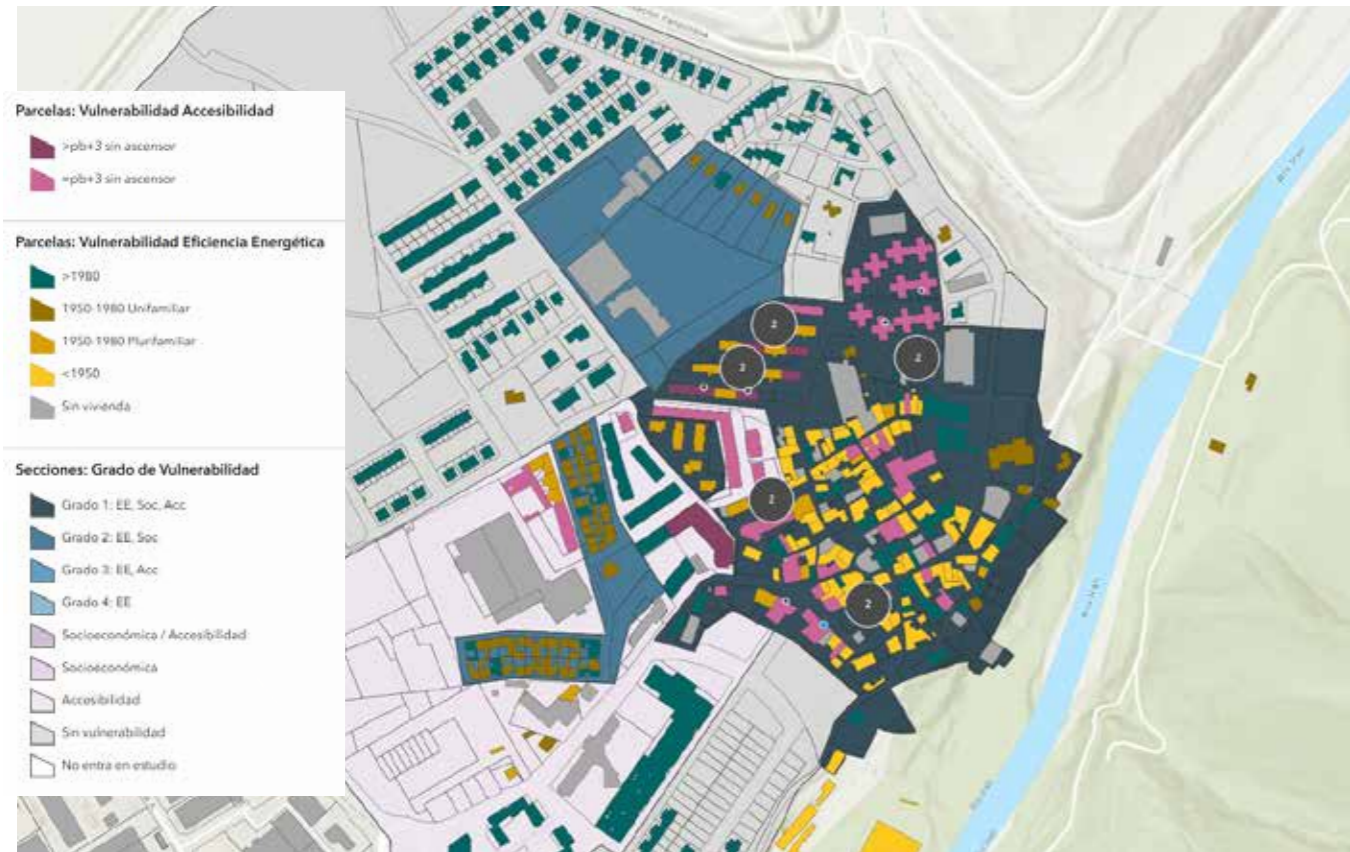 Parcelas: Vulnerabilidad Accesibilidad
>pb+3 sin ascensor
=pb+3 sin ascensor
Parcelas: Vulnerabilidad Eficiencia Energética
>1980
1950-1980 Unifamiliar
1950-1980 Plurifamiliar
<1950
Sin vivienda
Secciones: Grado de Vulnerabilidad
Grado 1: EE, Soc, Acc
Grado 2: EE, Soc
Grado 3: EE, Acc
Grado 4: EE
Socioeconómica / Accesibilidad
Socioeconómica
Accesibilidad
Sin vulnerabilidad
No entra en estudio
2
2
2
2
2